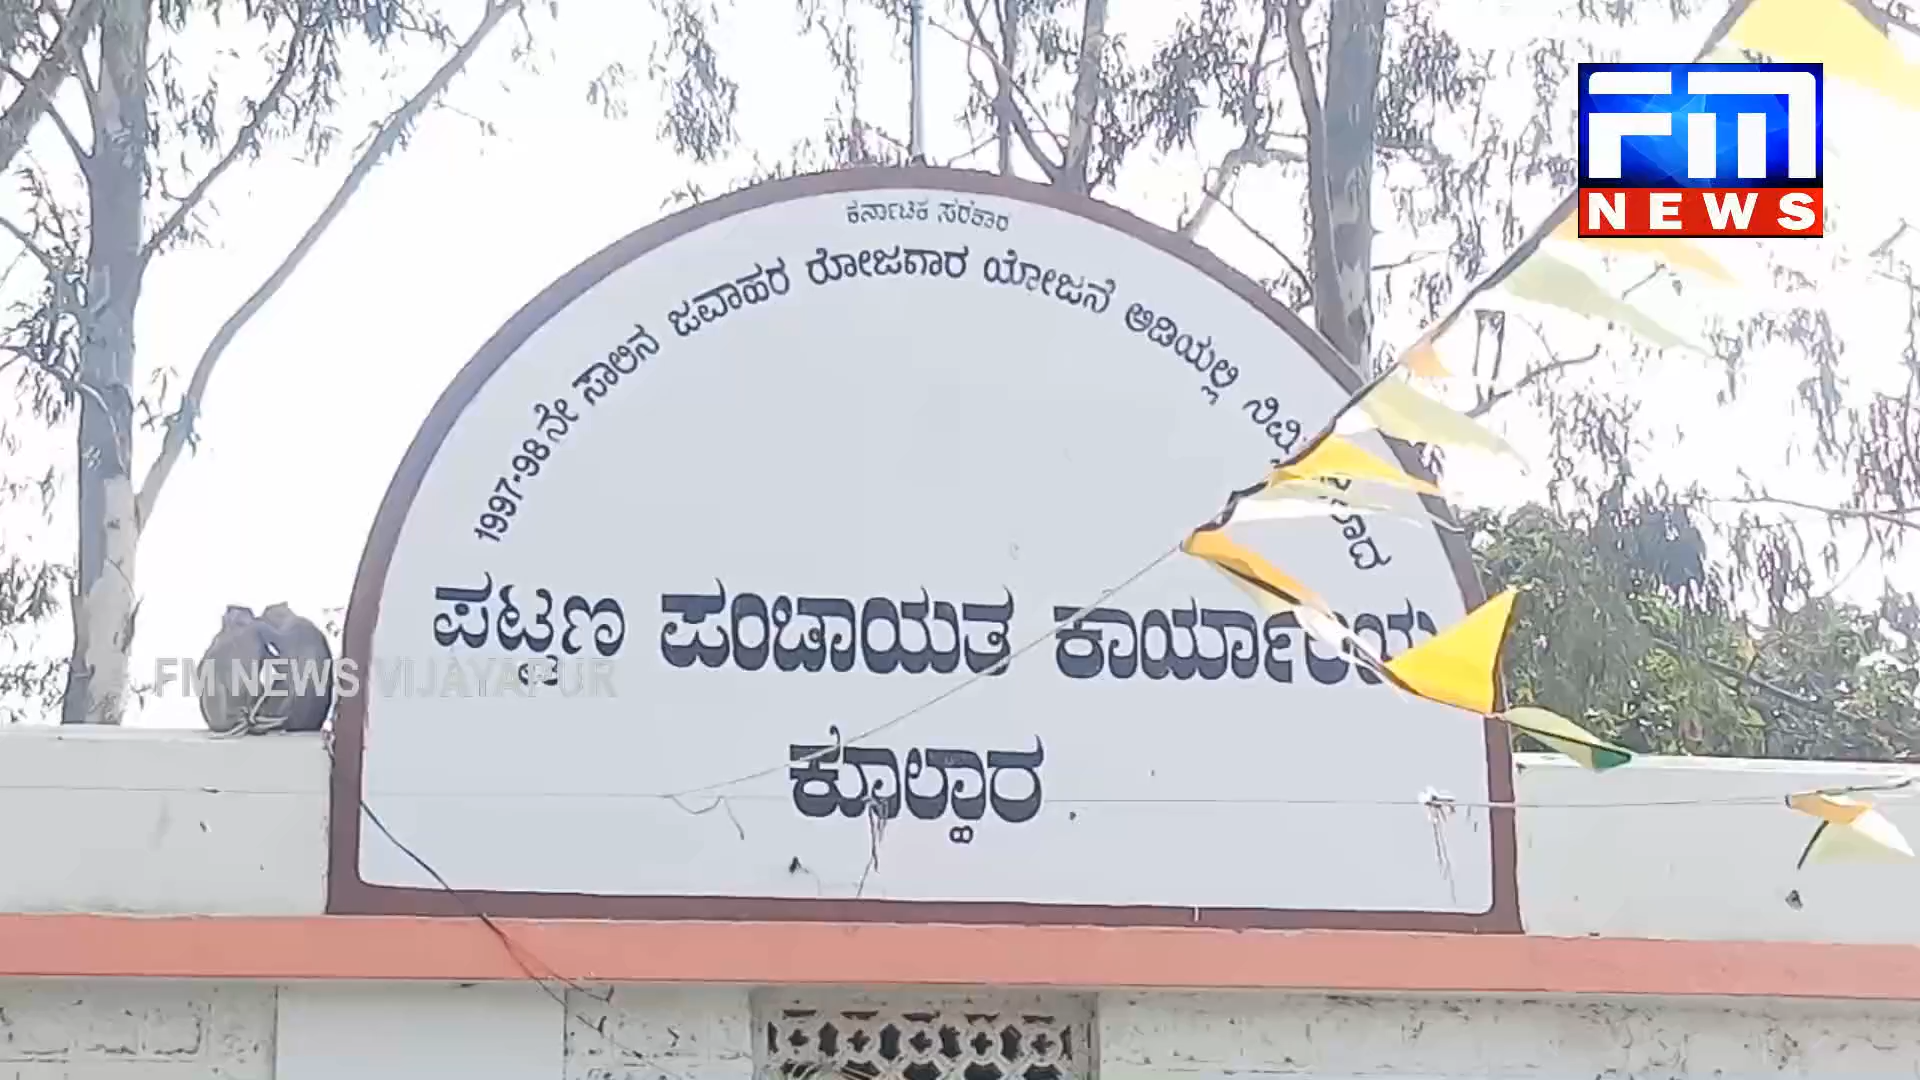 FM
NEWS
ಕರ್ನಾಟಕ ಸರಕಾರ
1997-98 ನೇ ಸಾಲಿನ ಜವಾಹರ ರೋಜಗಾರ ಯೋಜನೆ ಅಡಿಯಲ್ಲಿ
ಪಟ್ಟಣ ಪಂಚಾಯತ ಕಾರ್ಯಾಲಯ
FM NEWS VIJAYAPUR
ಕೊಲ್ಹಾರ